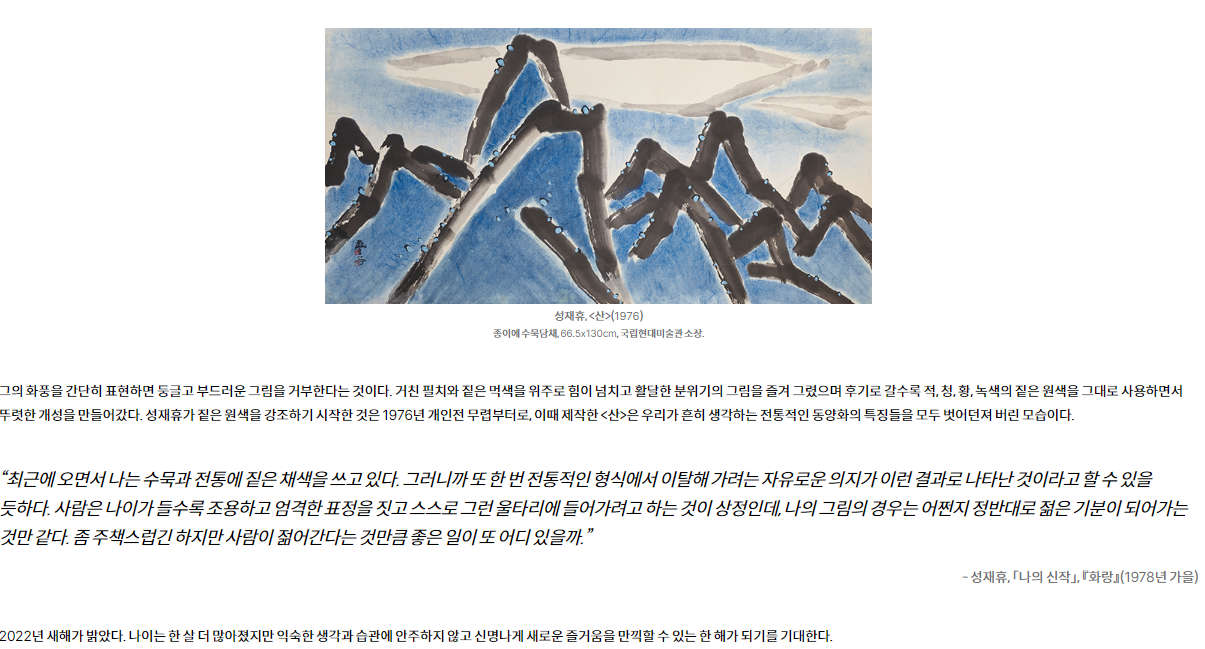 성재휴, <산>(1976)
종이에 수묵담채, 66.5x130cm, 국립현대미술관 소장.
그의 화풍을 간단히 표현하면 둥글고 부드러운 그림을 거부한다는 것이다. 거친 필치와 짙은 먹색을 위주로 힘이 넘치고 활달한 분위기의 그림을 즐겨 그렸으며 후기로 갈수록 적, 청, 황, 녹색의 짙은 원색을 그대로 사용하면서
뚜렷한 개성을 만들어갔다. 성재휴가 짙은 원색을 강조하기 시작한 것은 1976년 개인전 무렵부터로, 이때 제작한 <산>은 우리가 흔히 생각하는 전통적인 동양화의 특징들을 모두 벗어던져 버린 모습이다.
“최근에 오면서 나는 수묵과 전통에 짙은 채색을 쓰고 있다. 그러니까 또 한 번 전통적인 형식에서 이탈해 가려는 자유로운 의지가 이런 결과로 나타난 것이라고 할 수 있을
듯하다. 사람은 나이가 들수록 조용하고 엄격한 표정을 짓고 스스로 그런 울타리에 들어가려고 하는 것이 상정인데, 나의 그림의 경우는 어쩐지 정반대로 젊은 기분이 되어가는
것만 같다. 좀 주책스럽긴 하지만 사람이 젊어간다는 것만큼 좋은 일이 또 어디 있을까.”
- 성재휴, 「나의 신작」, 『화랑』(1978년 가을)
2022년 새해가 밝았다. 나이는 한 살 더 많아졌지만 익숙한 생각과 습관에 안주하지 않고 신명나게 새로운 즐거움을 만끽할 수 있는 한 해가 되기를 기대한다.